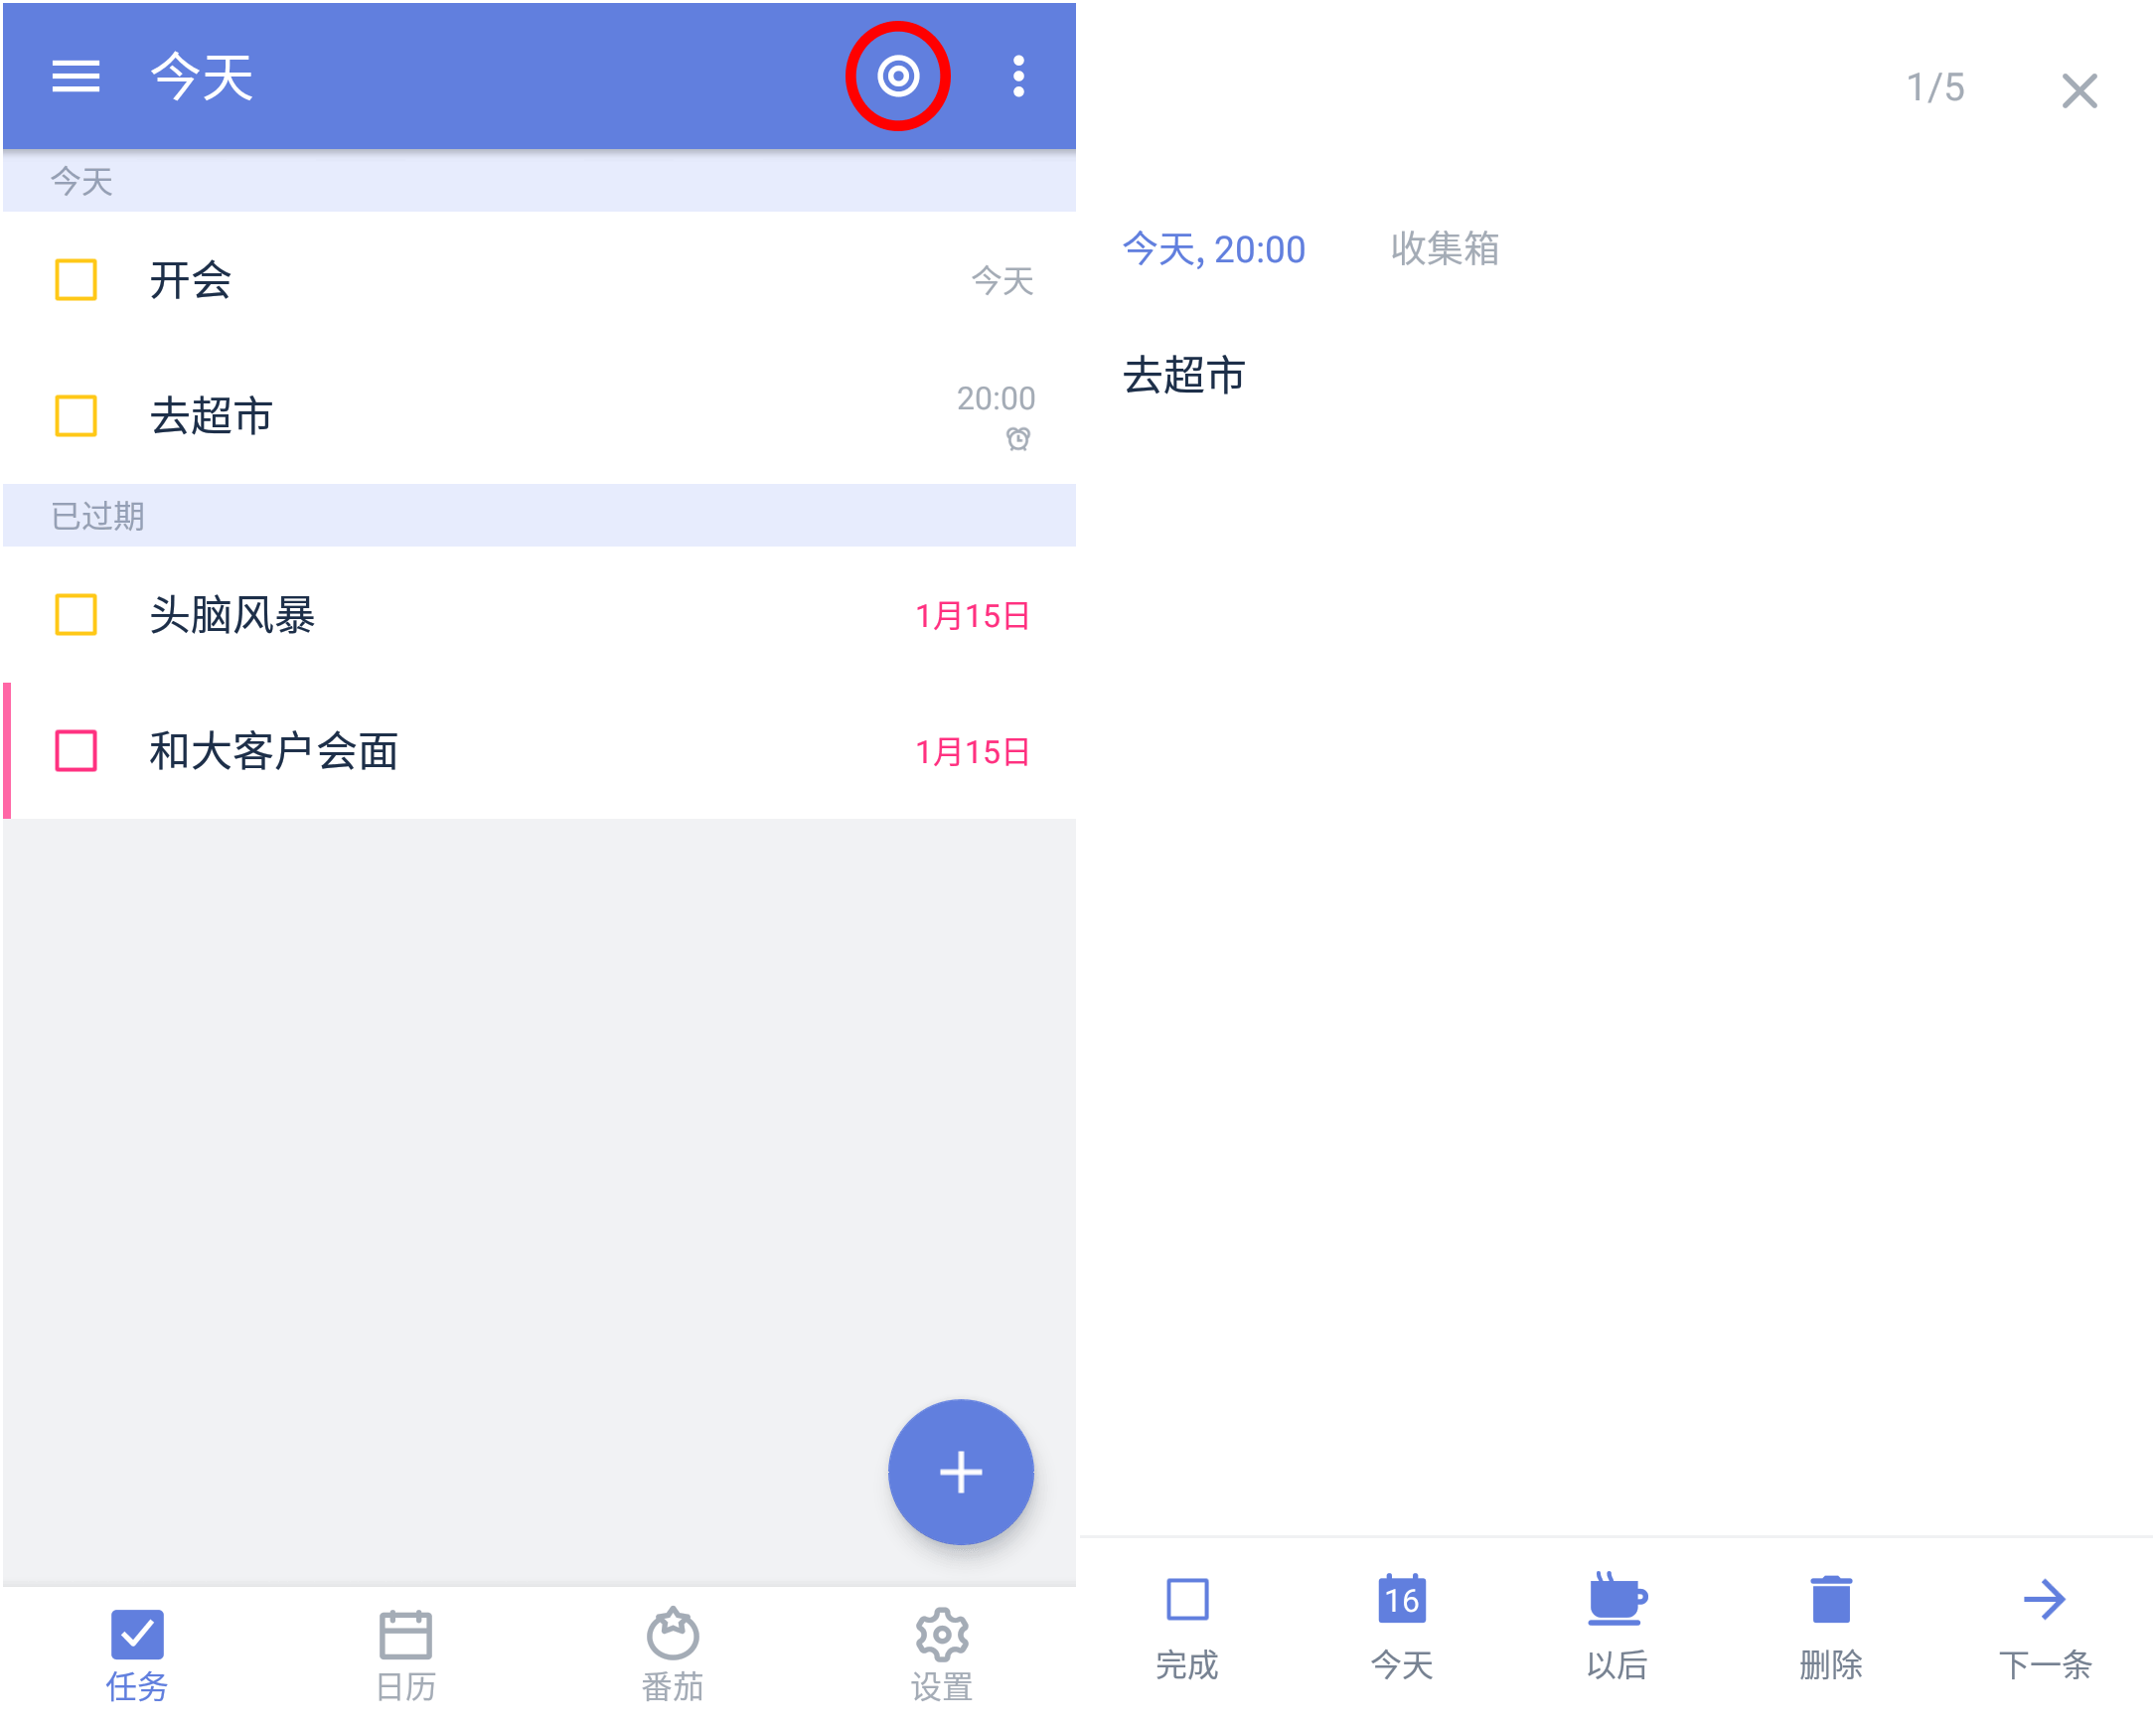 今天
今天
开会 今天
去超市 20:00
已过期
头脑风暴 1月15日
和大客户会面 1月15日
任务 日历 番茄 设置
1/5
今天, 20:00 收集箱
去超市
16
完成 今天 以后 删除 下一条